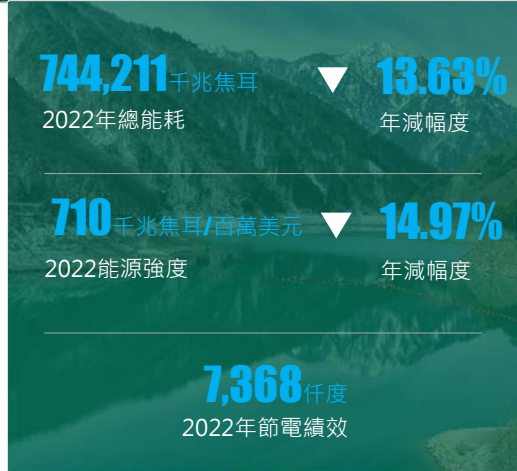 744,211千兆焦耳 ▼ 13.63%
2022年總能耗 年減幅度
710千兆焦耳/百萬美元 ▼ 14.97%
2022能源強度 年減幅度
7,368仟度
2022年節電績效